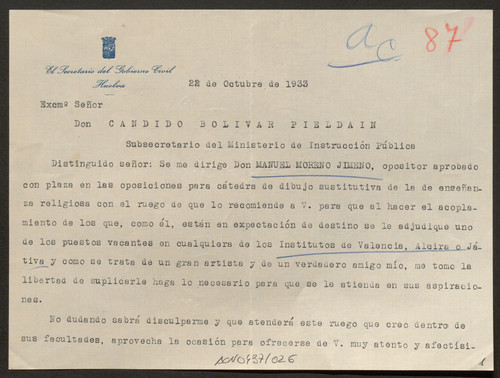 ac 87
El Secretario del Gobierno Civil
Huelva
22 de Octubre de 1933
Excmº Señor
Don CANDIDO BOLIVAR PIELDAIN
Subsecretario del Ministerio de Instrucción Pública
Distinguido señor: Se me dirige Don MANUEL MORENO JIMENO, opositor aprobado
con plaza en las oposiciones para cátedra de dibujo sustitutiva de la de enseñan-
za religiosa con el ruego de que lo recomiende a V. para que al hacer el acopla-
miento de los que, como él, están en expectación de destino se le adjudique uno
de los puestos vacantes en cualquiera de los Institutos de Valencia, Alcira o Já-
tiva y como se trata de un gran artista y de un verdadero amigo mío, me tomo la
libertad de suplicarle haga lo necesario para que se le atienda en sus aspiracio-
nes.
No dudando sabrá disculparme y que atenderá este ruego que creo dentro de
sus facultades, aprovecha la ocasión para ofrecerse de V. muy atento y afectísi-
ACN0437/026
1